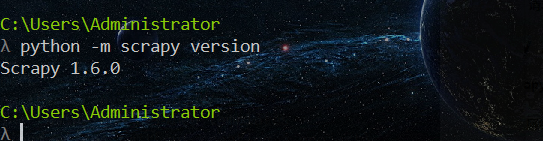 C:\Users\Administrator
λ python -m scrapy version
Scrapy 1.6.0
C:\Users\Administrator
λ